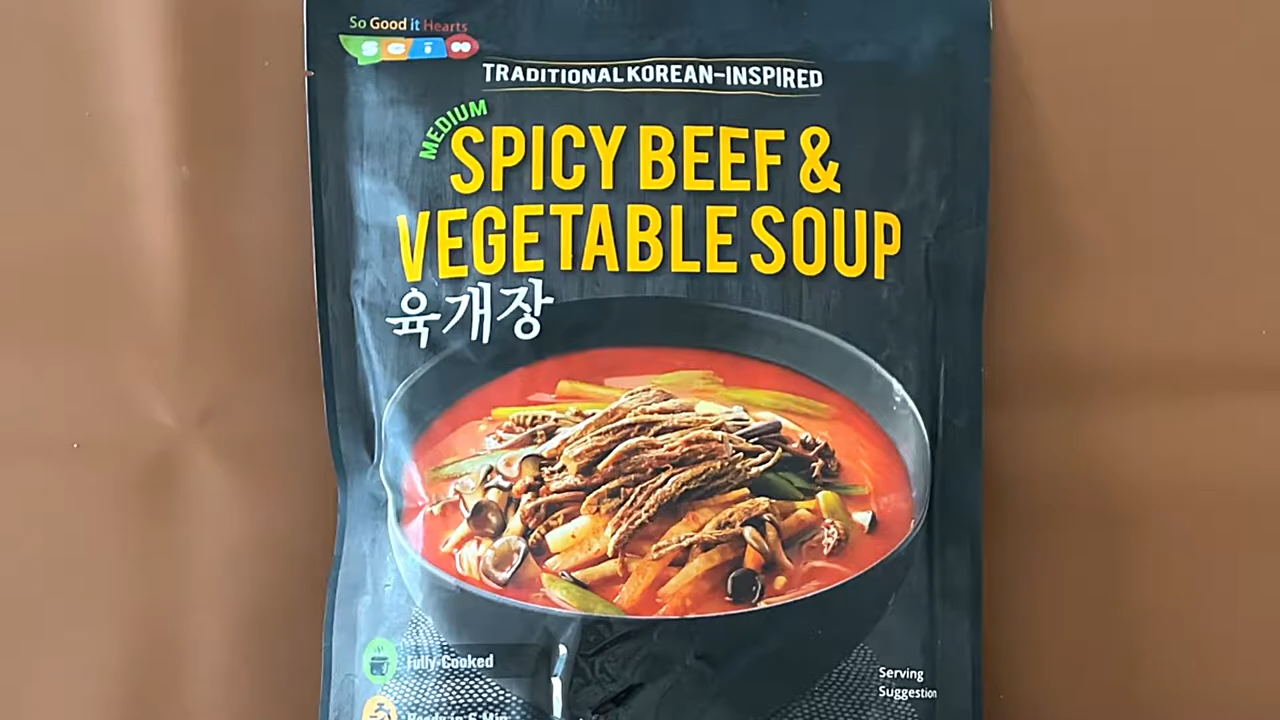 So Good it Hearts
TRADITIONAL KOREAN-INSPIRED
MEDIUM
SPICY BEEF &
VEGETABLE SOUP
육개장
Fully-Cooked
Serving
Suggestion